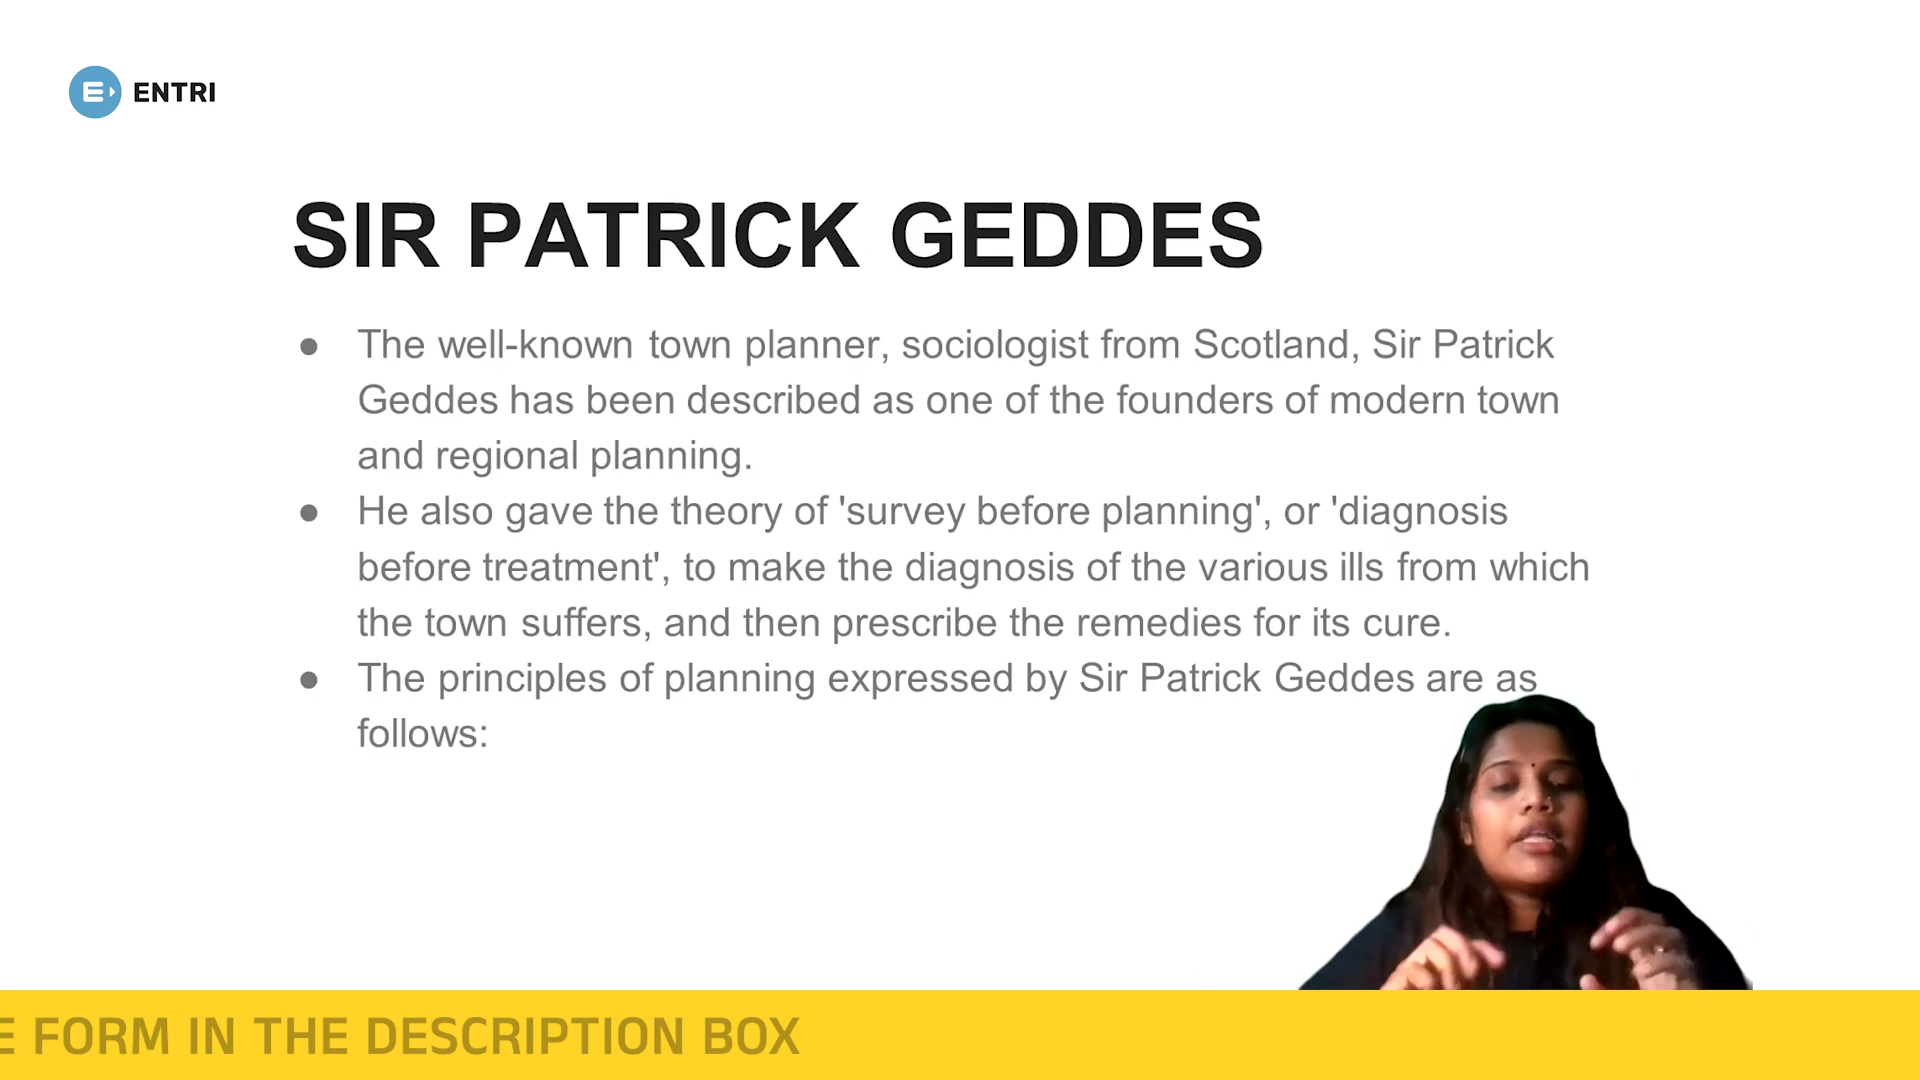 ENTRI
SIR PATRICK GEDDES
● The well-known town planner, sociologist from Scotland, Sir Patrick
Geddes has been described as one of the founders of modern town
and regional planning.
● He also gave the theory of 'survey before planning', or 'diagnosis
before treatment', to make the diagnosis of the various ills from which
the town suffers, and then prescribe the remedies for its cure.
● The principles of planning expressed by Sir Patrick Geddes are as
follows:
E FORM IN THE DESCRIPTION BOX